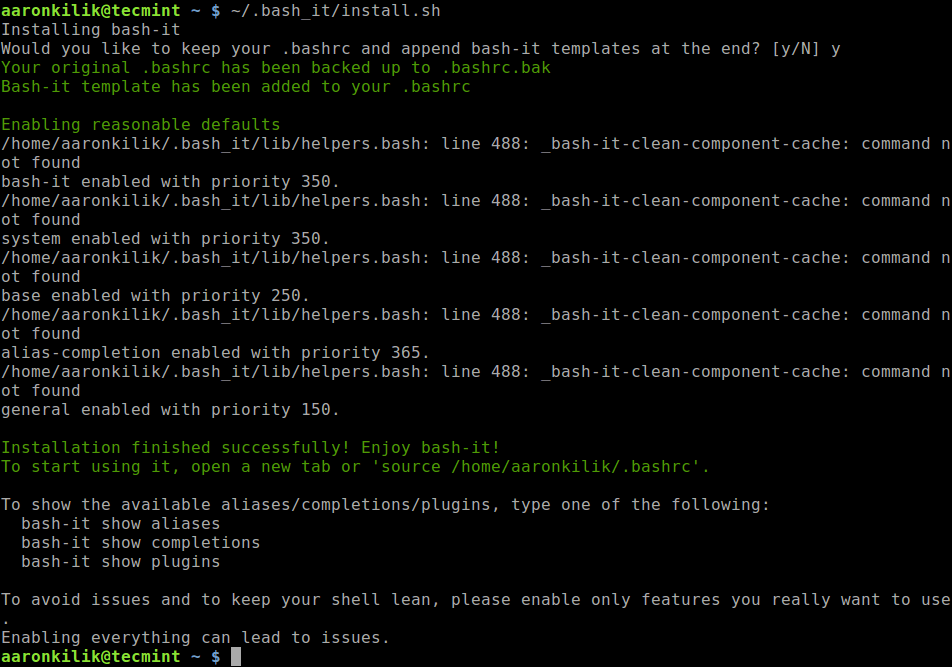 aaronkilik@tecmint ~ $ ~/.bash_it/install.sh
Installing bash-it
Would you like to keep your .bashrc and append bash-it templates at the end? [y/N] y
Your original .bashrc has been backed up to .bashrc.bak
Bash-it template has been added to your .bashrc

Enabling reasonable defaults
/home/aaronkilik/.bash_it/lib/helpers.bash: line 488: _bash-it-clean-component-cache: command n
ot found
bash-it enabled with priority 350.
/home/aaronkilik/.bash_it/lib/helpers.bash: line 488: _bash-it-clean-component-cache: command n
ot found
system enabled with priority 350.
/home/aaronkilik/.bash_it/lib/helpers.bash: line 488: _bash-it-clean-component-cache: command n
ot found
base enabled with priority 250.
/home/aaronkilik/.bash_it/lib/helpers.bash: line 488: _bash-it-clean-component-cache: command n
ot found
alias-completion enabled with priority 365.
/home/aaronkilik/.bash_it/lib/helpers.bash: line 488: _bash-it-clean-component-cache: command n
ot found
general enabled with priority 150.

Installation finished successfully! Enjoy bash-it!
To start using it, open a new tab or 'source /home/aaronkilik/.bashrc'.

To show the available aliases/completions/plugins, type one of the following:
  bash-it show aliases
  bash-it show completions
  bash-it show plugins

To avoid issues and to keep your shell lean, please enable only features you really want to use
.
Enabling everything can lead to issues.
aaronkilik@tecmint ~ $